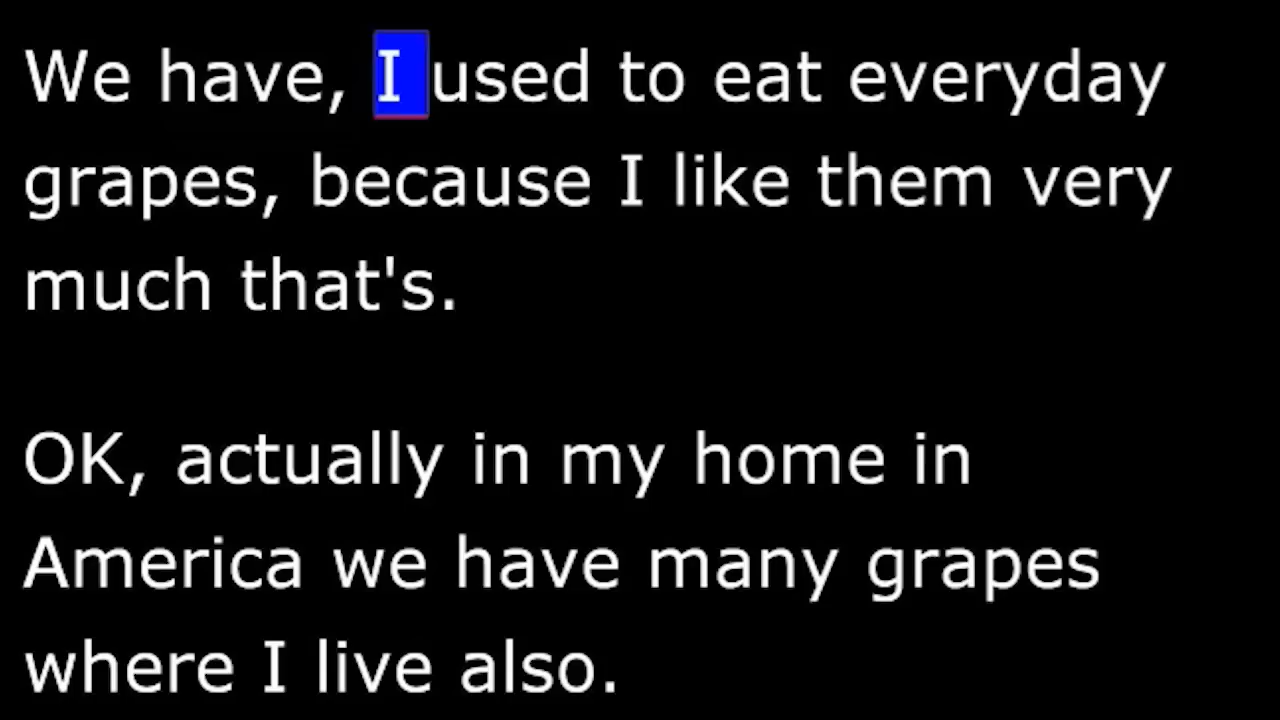 We have, I used to eat everyday
grapes, because I like them very
much that's.
OK, actually in my home in
America we have many grapes
where I live also.